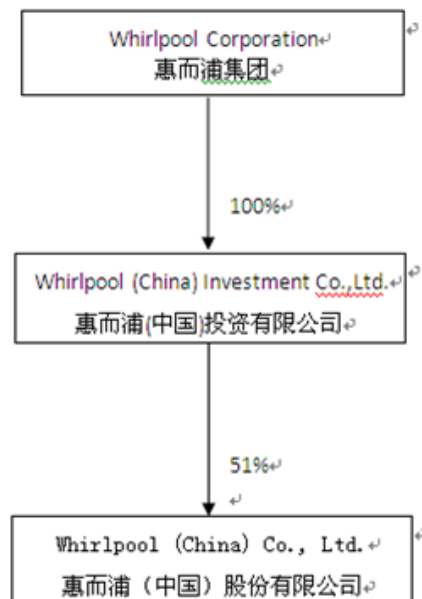 Whirlpool Corporation
惠而浦集团
100%
Whirlpool (China) Investment Co.,Ltd.
惠而浦(中国)投资有限公司
51%
Whirlpool (China) Co., Ltd.
惠而浦（中国）股份有限公司